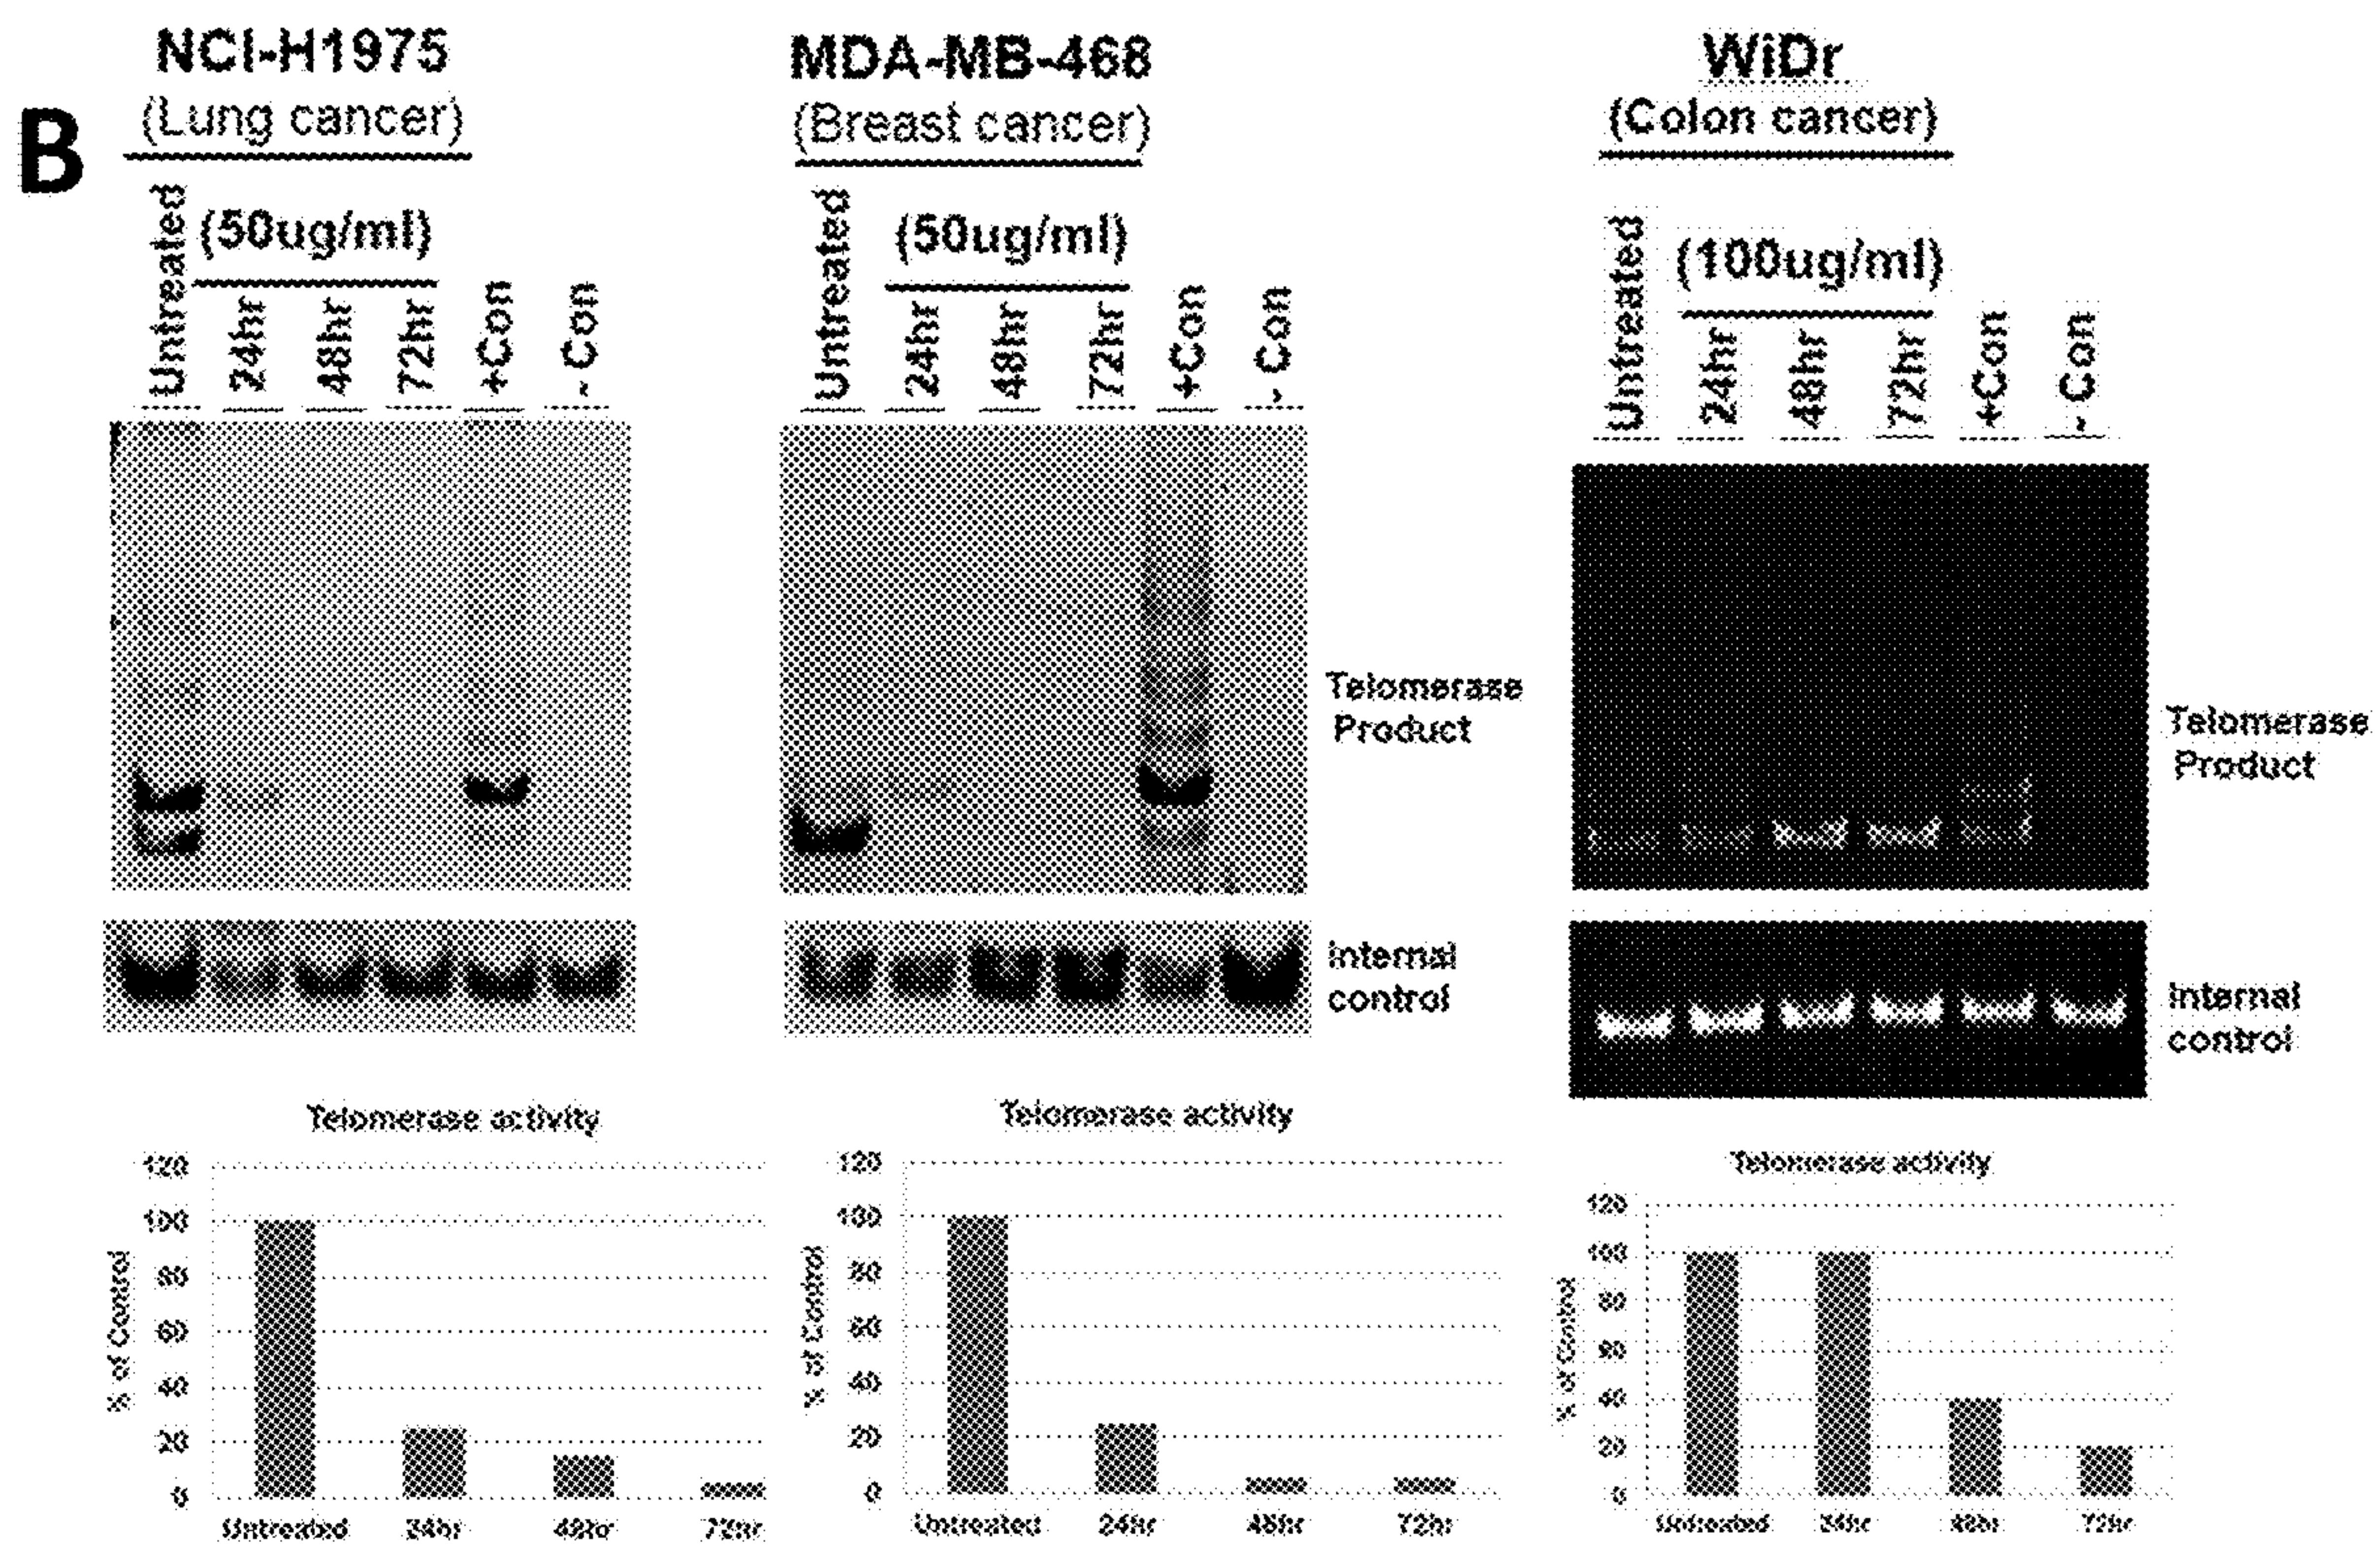 B
NCI-H1975
(Lung cancer)
Untreated
(50ug/ml)
24hr
48hr
72hr
+Con
- Con
MDA-MB-468
(Breast cancer)
Untreated
(50ug/ml)
24hr
48hr
72hr
+Con
- Con
Telomerase
Product
Internal
control
WiDr
(Colon cancer)
Untreated
(100ug/ml)
24hr
48hr
72hr
+Con
- Con
Telomerase
Product
Internal
control
Telomerase activity
% of Control
120
100
80
60
40
20
0
Untreated 24hr 48hr 72hr
Telomerase activity
% of Control
120
100
80
60
40
20
0
Untreated 24hr 48hr 72hr
Telomerase activity
% of Control
120
100
80
60
40
20
0
Untreated 24hr 48hr 72hr